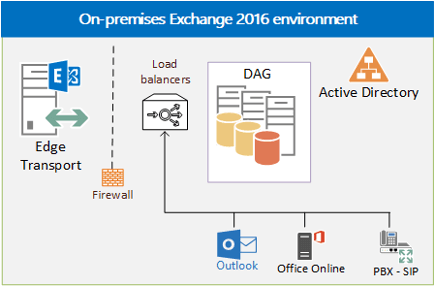 On-premises Exchange 2016 environment
Load
balancers
DAG
Active Directory
Edge
Transport
Firewall
Outlook
Office Online
PBX - SIP